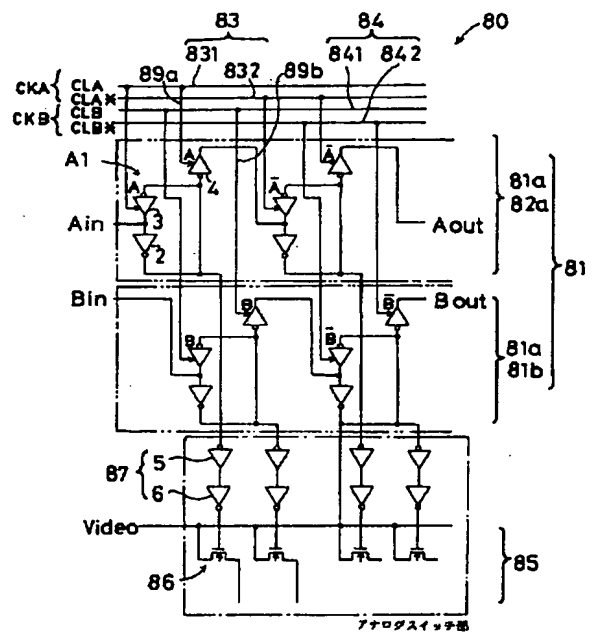 83 84 80
831 832 841 842
89a 89b
CKA { CLA
CLA*
CKB { CLB
CLB*
A1 A A 4 Ā Ā
Ain 3 Aout
2
81a
82a
81
Bin B B B̄ B̄ Bout
81a
81b
87 { 5
6
Video
86 85
アナログスイッチ部